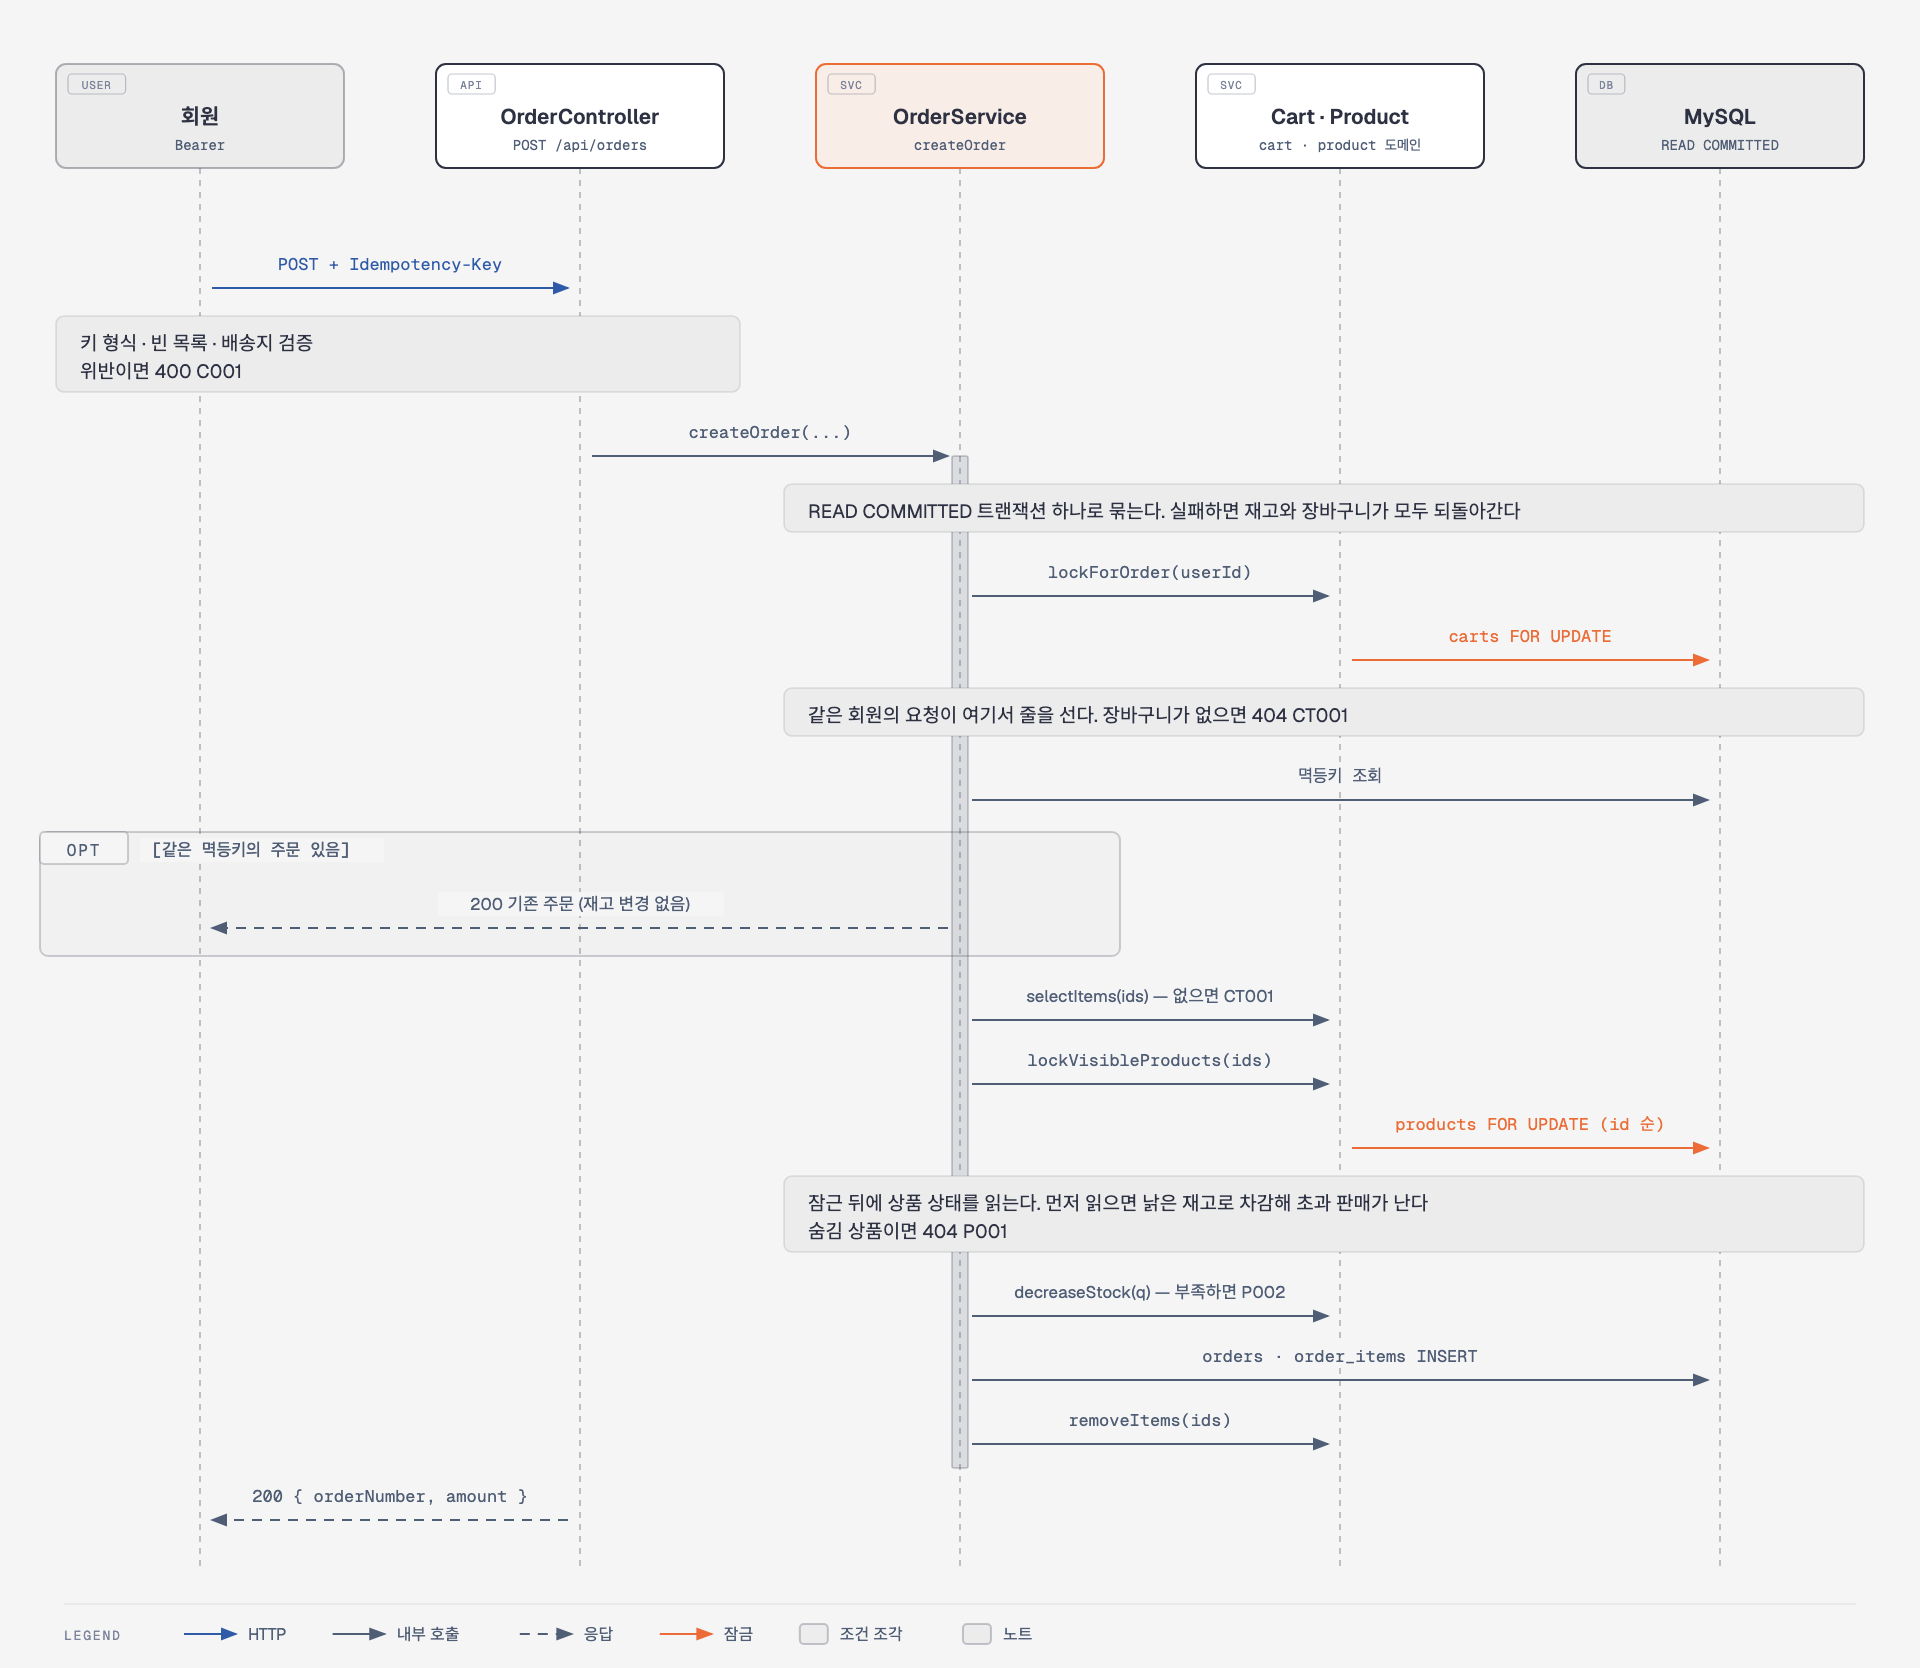 USER
회원
Bearer
API
OrderController
POST /api/orders
SVC
OrderService
createOrder
SVC
Cart · Product
cart · product 도메인
DB
MySQL
READ COMMITTED
POST + Idempotency-Key
키 형식 · 빈 목록 · 배송지 검증
위반이면 400 C001
createOrder(...)
READ COMMITTED 트랜잭션 하나로 묶는다. 실패하면 재고와 장바구니가 모두 되돌아간다
lockForOrder(userId)
carts FOR UPDATE
같은 회원의 요청이 여기서 줄을 선다. 장바구니가 없으면 404 CT001
멱등키 조회
OPT
[같은 멱등키의 주문 있음]
200 기존 주문 (재고 변경 없음)
selectItems(ids) — 없으면 CT001
lockVisibleProducts(ids)
products FOR UPDATE (id 순)
잠근 뒤에 상품 상태를 읽는다. 먼저 읽으면 낡은 재고로 차감해 초과 판매가 난다
숨김 상품이면 404 P001
decreaseStock(q) — 부족하면 P002
orders · order_items INSERT
removeItems(ids)
200 { orderNumber, amount }
LEGEND
HTTP
내부 호출
응답
잠금
조건 조각
노트